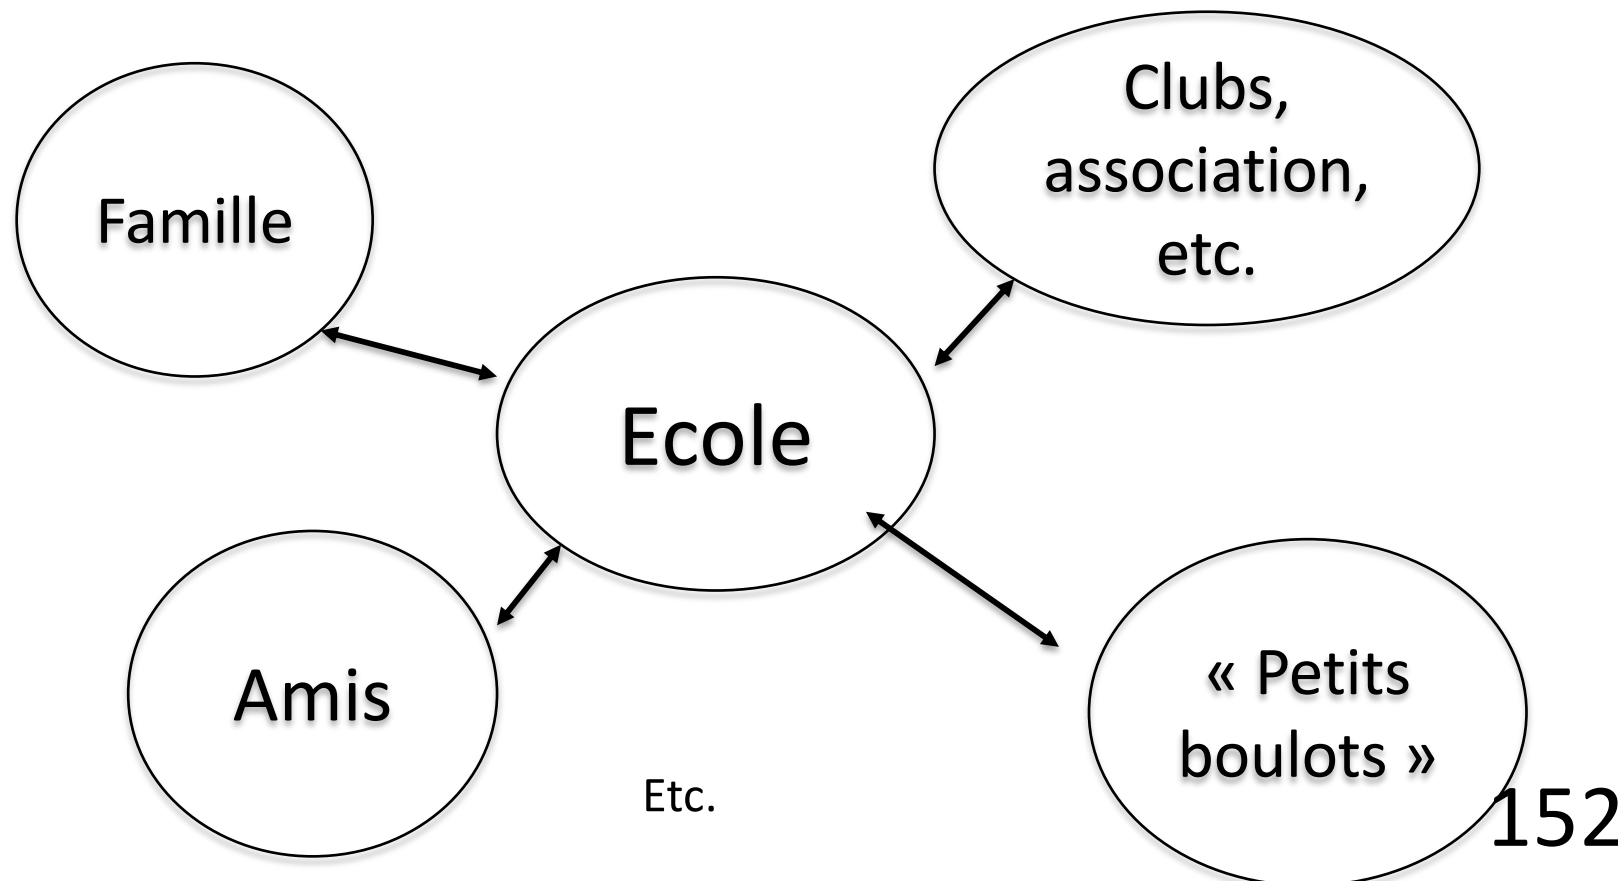 Clubs,
association,
etc.
Famille
Ecole
Amis
« Petits
boulots »
Etc.
152